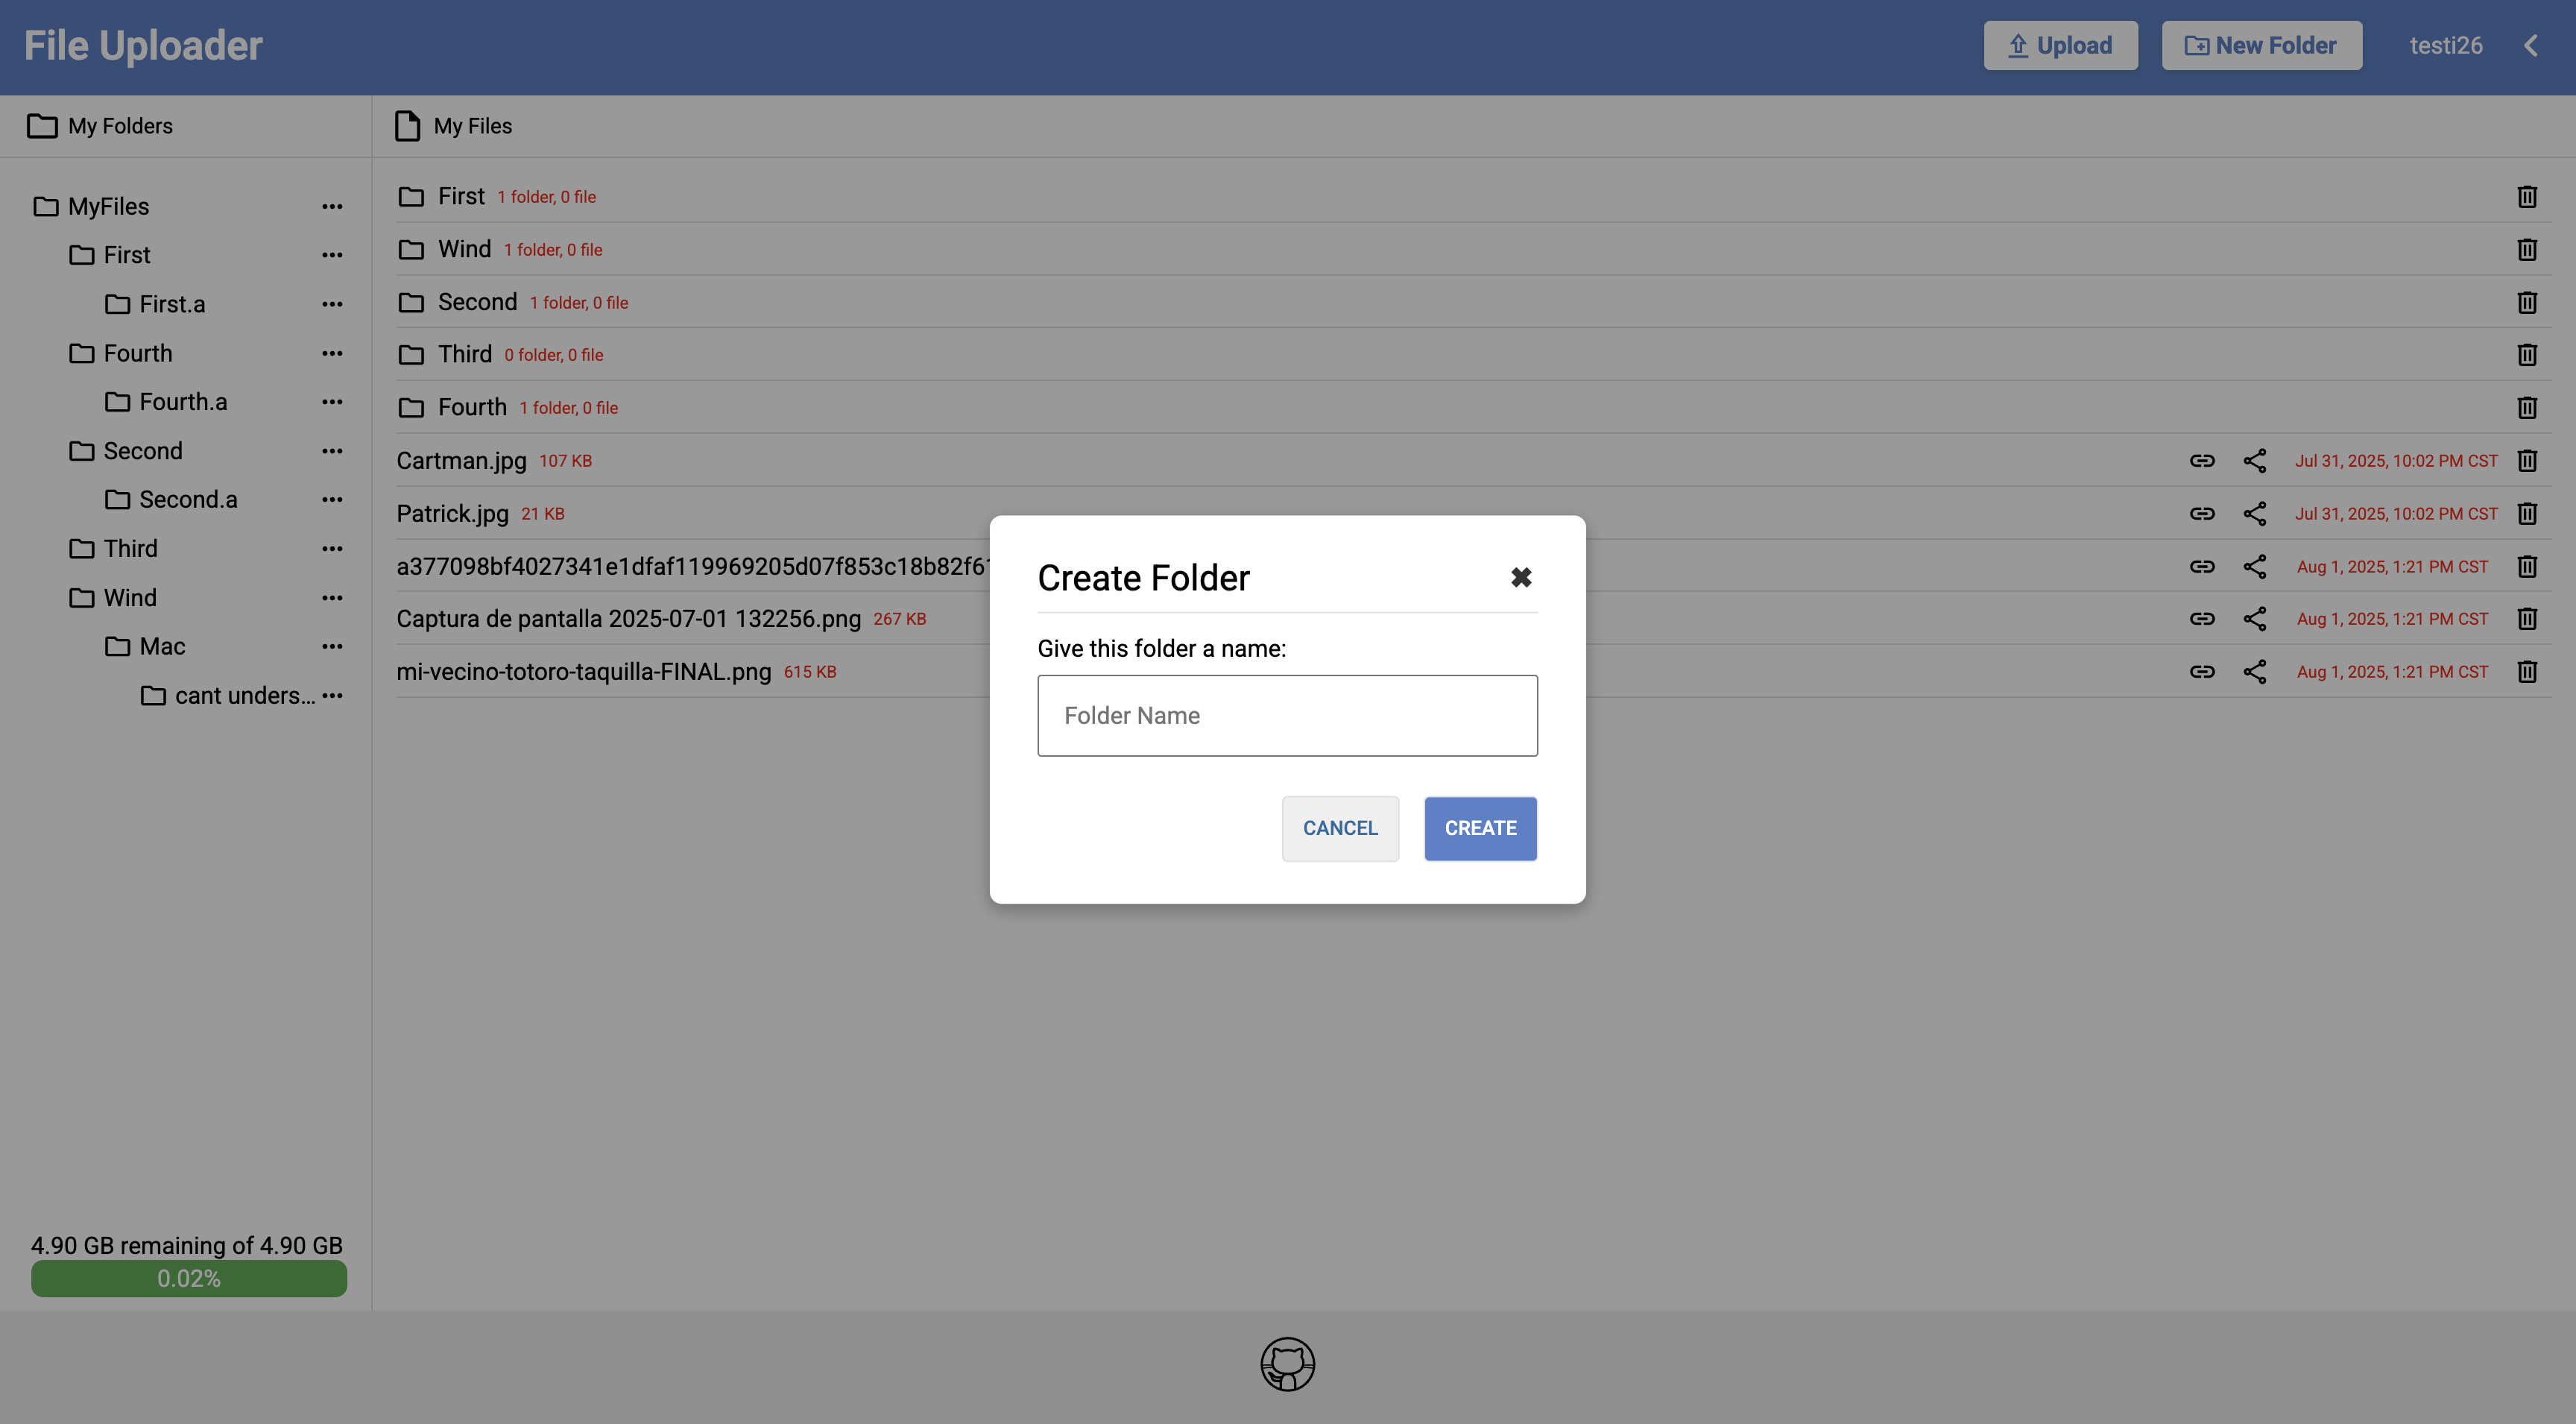 File Uploader
Upload
New Folder
testi26
My Folders
My Files
MyFiles
First
First.a
Fourth
Fourth.a
Second
Second.a
Third
Wind
Mac
cant unders...
4.90 GB remaining of 4.90 GB
0.02%
First 1 folder, 0 file
Wind 1 folder, 0 file
Second 1 folder, 0 file
Third 0 folder, 0 file
Fourth 1 folder, 0 file
Cartman.jpg 107 KB Jul 31, 2025, 10:02 PM CST
Patrick.jpg 21 KB Jul 31, 2025, 10:02 PM CST
a377098bf4027341e1dfaf119969205d07f853c18b82f61 Aug 1, 2025, 1:21 PM CST
Captura de pantalla 2025-07-01 132256.png 267 KB Aug 1, 2025, 1:21 PM CST
mi-vecino-totoro-taquilla-FINAL.png 615 KB Aug 1, 2025, 1:21 PM CST
Create Folder
Give this folder a name:
Folder Name
CANCEL
CREATE